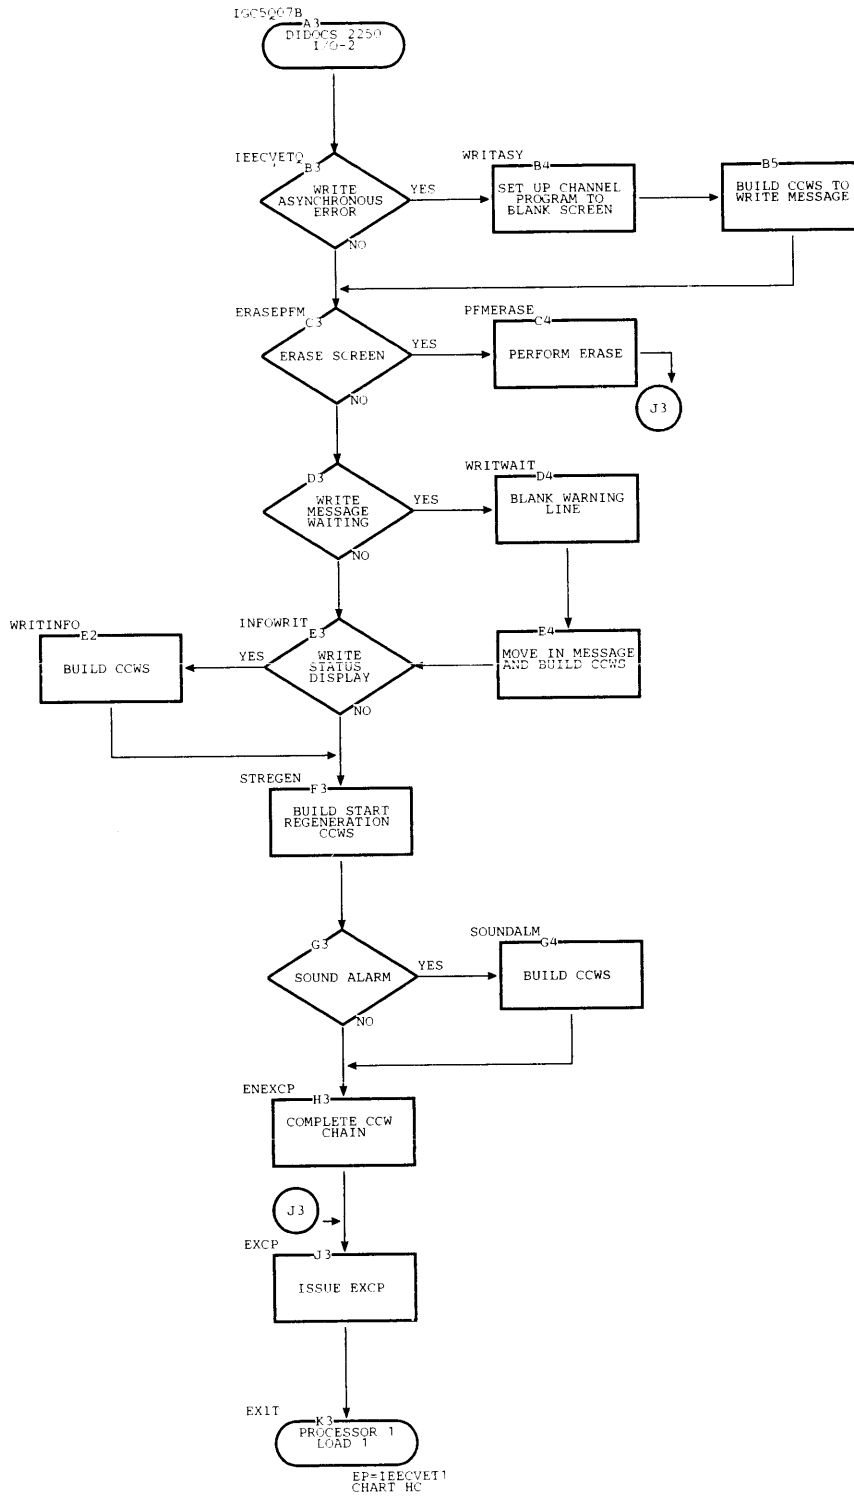 IGC5Q07B
A3
DIDOCS 2250
I/O-2
IEECVETQ
B3
WRITE
ASYNCHRONOUS
ERROR
YES
NO
WRITASY
B4
SET UP CHANNEL
PROGRAM TO
BLANK SCREEN
B5
BUILD CCWS TO
WRITE MESSAGE
ERASEPFM
C3
ERASE SCREEN
YES
NO
PFMERASE
C4
PERFORM ERASE
J3
D3
WRITE
MESSAGE
WAITING
YES
NO
WRITWAIT
D4
BLANK WARNING
LINE
WRITINFO
E2
BUILD CCWS
INFOWRIT
E3
YES
WRITE
STATUS
DISPLAY
NO
E4
MOVE IN MESSAGE
AND BUILD CCWS
STREGEN
F3
BUILD START
REGENERATION
CCWS
G3
SOUND ALARM
YES
NO
SOUNDALM
G4
BUILD CCWS
ENEXCP
H3
COMPLETE CCW
CHAIN
J3
EXCP
J3
ISSUE EXCP
EXIT
K3
PROCESSOR 1
LOAD 1
EP=IEECVET1
CHART HC